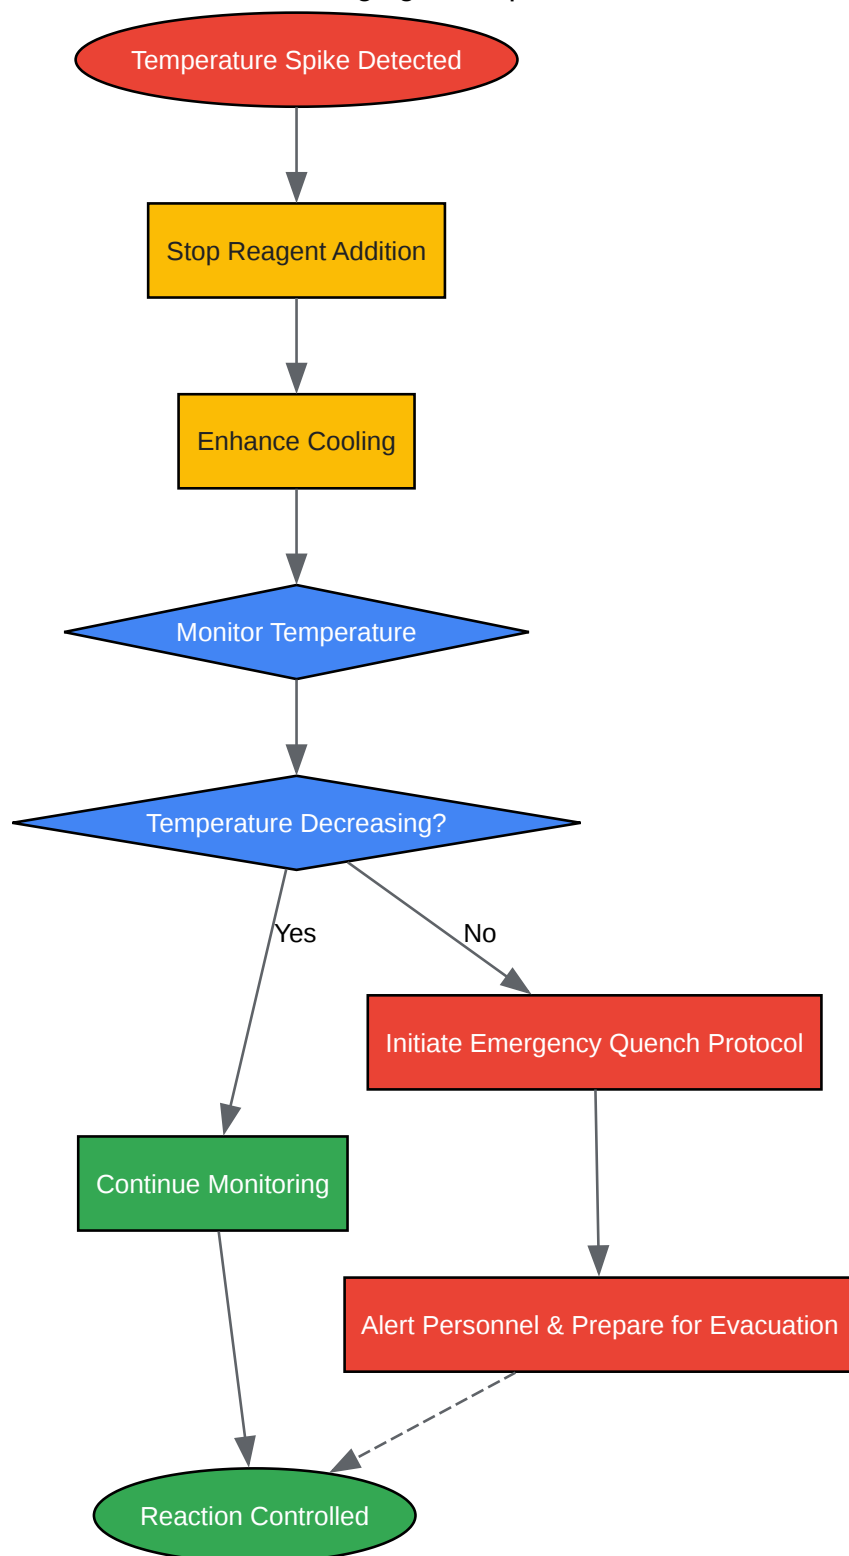 Temperature Spike Detected
Stop Reagent Addition
Enhance Cooling
Monitor Temperature
Temperature Decreasing?
Yes
No
Initiate Emergency Quench Protocol
Continue Monitoring
Alert Personnel & Prepare for Evacuation
Reaction Controlled